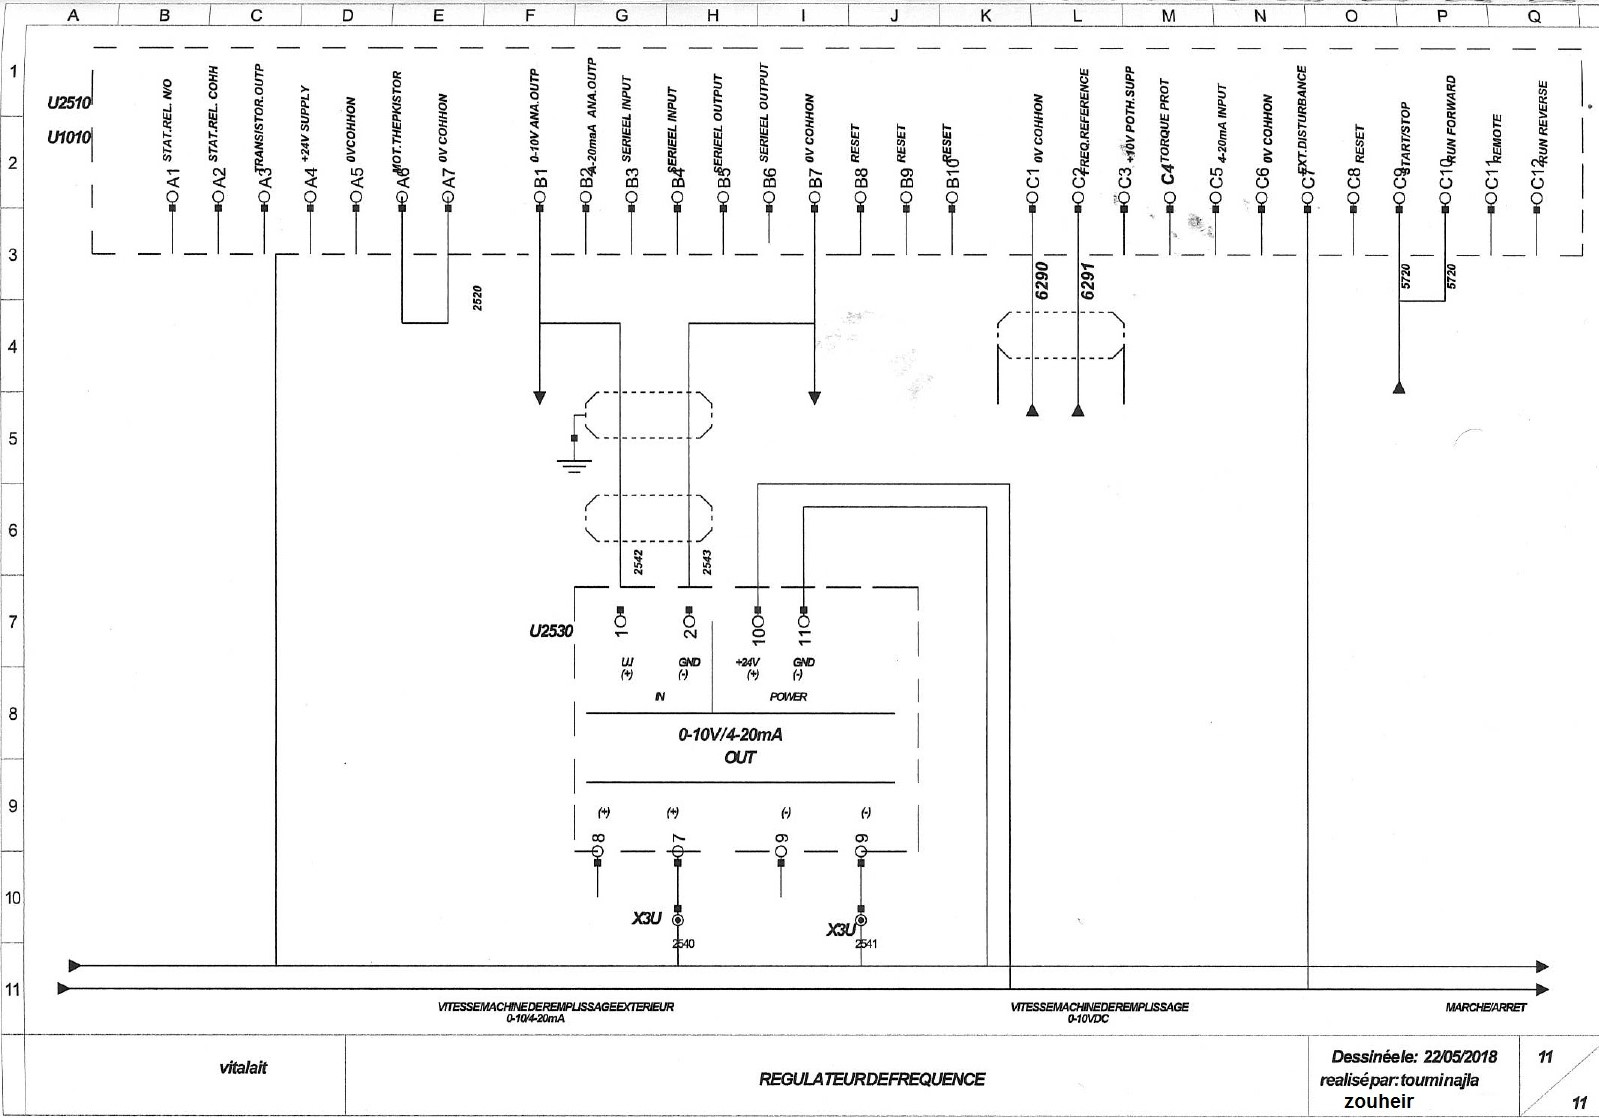 A B C D E F G H I J K L M N O P Q
1
2
3
4
5
6
7
8
9
10
11
U2510
U1010
STAT.REL. N/O
STAT.REL. COHH
TRANSISTOR.OUTP
+24V SUPPLY
0VCOHHON
MOT.THEPKISTOR
0V COHHON
0-10V ANA.OUTP
4-20mA ANA.OUTP
SERIEEL INPUT
SERIEEL INPUT
SERIEEL OUTPUT
SERIEEL OUTPUT
0V COHHON
RESET
RESET
RESET
0V COHHON
FREQ.REFERENCE
+10V POTH.SUPP
TORQUE PROT
4-20mA INPUT
0V COHHON
EXT.DISTURBANCE
RESET
START/STOP
RUN FORWARD
REMOTE
RUN REVERSE
A1 A2 A3 A4 A5 A6 A7 B1 B2 B3 B4 B5 B6 B7 B8 B9 B10 C1 C2 C3 C4 C5 C6 C7 C8 C9 C10 C11 C12
2520
6290
6291
5720
5720
2542
2543
U2530
1 2 10 11
U.I GND +24V GND
(+) (-) (+) (-)
IN POWER
0-10V/4-20mA
OUT
(+) (+) (-) (-)
8 7 9 9
X3U
X3U
2540 2541
VITESSEMACHINEDEREMPLISSAGEEXTERIEUR
0-10/4-20mA
VITESSEMACHINEDEREMPLISSAGE
0-10VDC
MARCHE/ARRET
vitalait
REGULATEURDEFREQUENCE
Dessinéele: 22/05/2018
realisépar:touminajla
zouheir
11
11